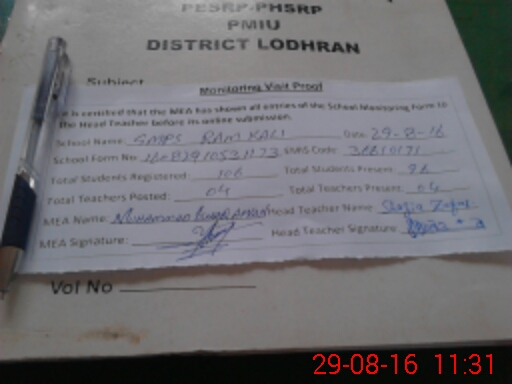 PESRP-PHSRP
PMIU
DISTRICT LODHRAN
Subject
Monitoring Visit Proof
It is certified that the MEA has shown all entries of the School Monitoring Form to
the Head Teacher before its online submission.
School Name: GMPS RAM KALI Date: 29-8-16
School Form No: EMIS Code:
Total Students Registered: 106 Total Students Present:
Total Teachers Posted: 04 Total Teachers Present: 04
MEA Name: Muhammad Head Teacher Name
MEA Signature: Head Teacher Signature
Vol No
29-08-16 11:31